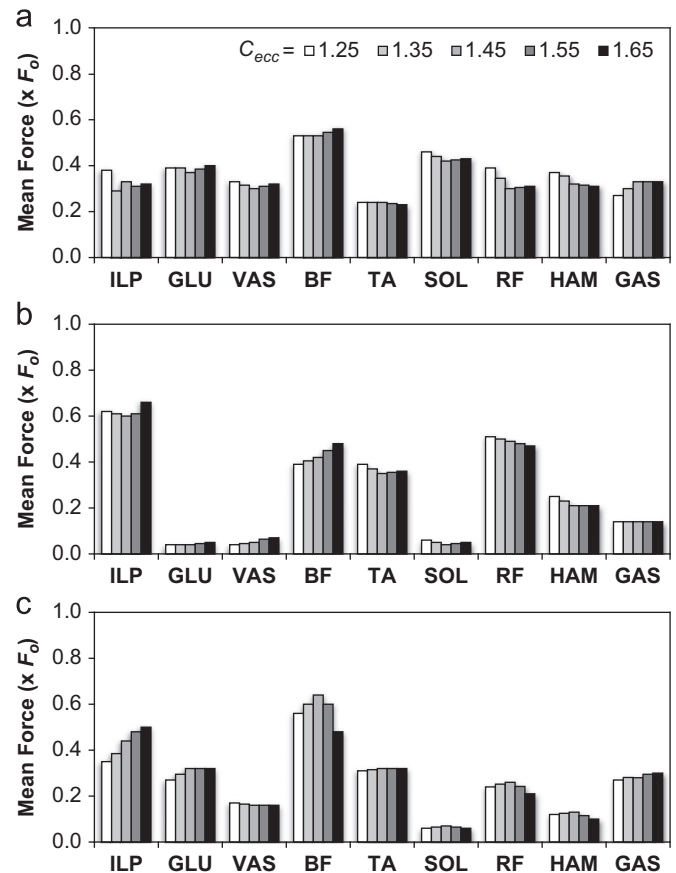 a
1.0
C_ecc = 1.25 1.35 1.45 1.55 1.65
0.8
0.6
0.4
0.2
0.0
Mean Force (x F_o)
ILP GLU VAS BF TA SOL RF HAM GAS
b
1.0
0.8
0.6
0.4
0.2
0.0
Mean Force (x F_o)
ILP GLU VAS BF TA SOL RF HAM GAS
c
1.0
0.8
0.6
0.4
0.2
0.0
Mean Force (x F_o)
ILP GLU VAS BF TA SOL RF HAM GAS